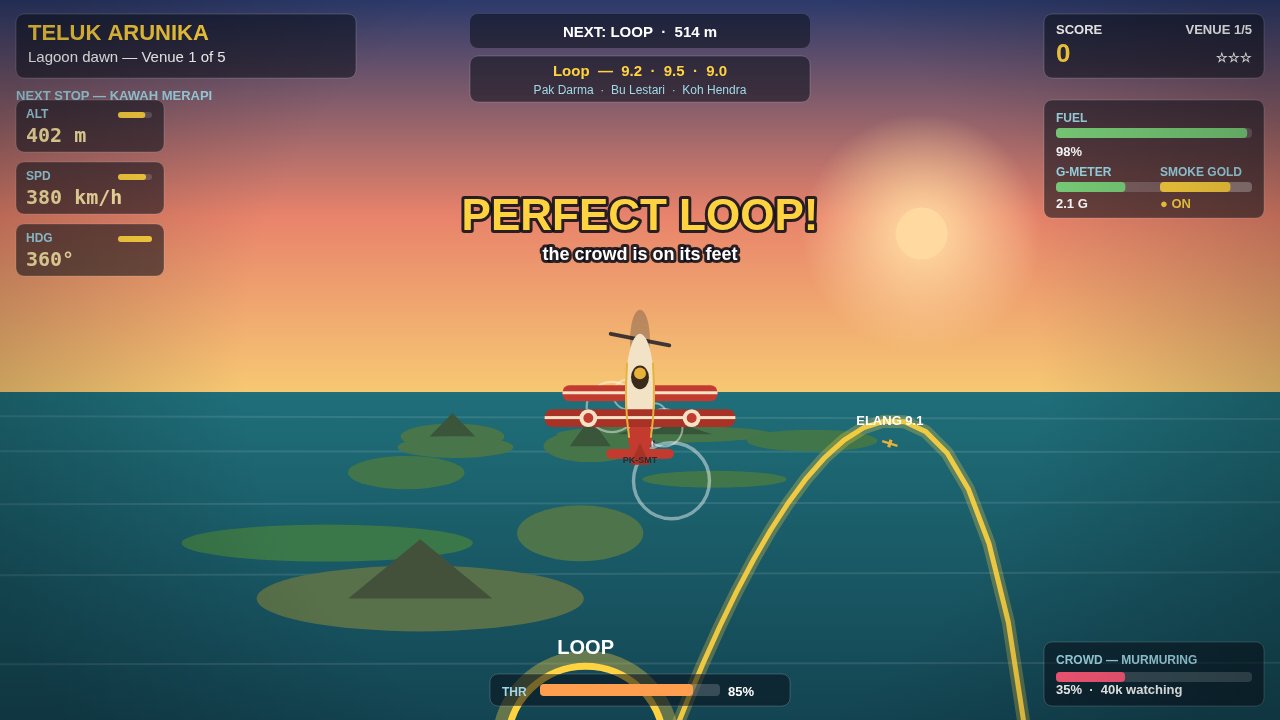 TELUK ARUNIKA
Lagoon dawn — Venue 1 of 5
NEXT STOP — KAWAH MERAPI
ALT
402 m
SPD
380 km/h
HDG
360°
NEXT: LOOP · 514 m
Loop — 9.2 · 9.5 · 9.0
Pak Darma · Bu Lestari · Koh Hendra
SCORE VENUE 1/5
0 ☆☆☆
FUEL
98%
G-METER SMOKE GOLD
2.1 G ● ON
PERFECT LOOP!
the crowd is on its feet
ELANG 9.1
PK-SMT
LOOP
THR 85%
CROWD — MURMURING
35% · 40k watching